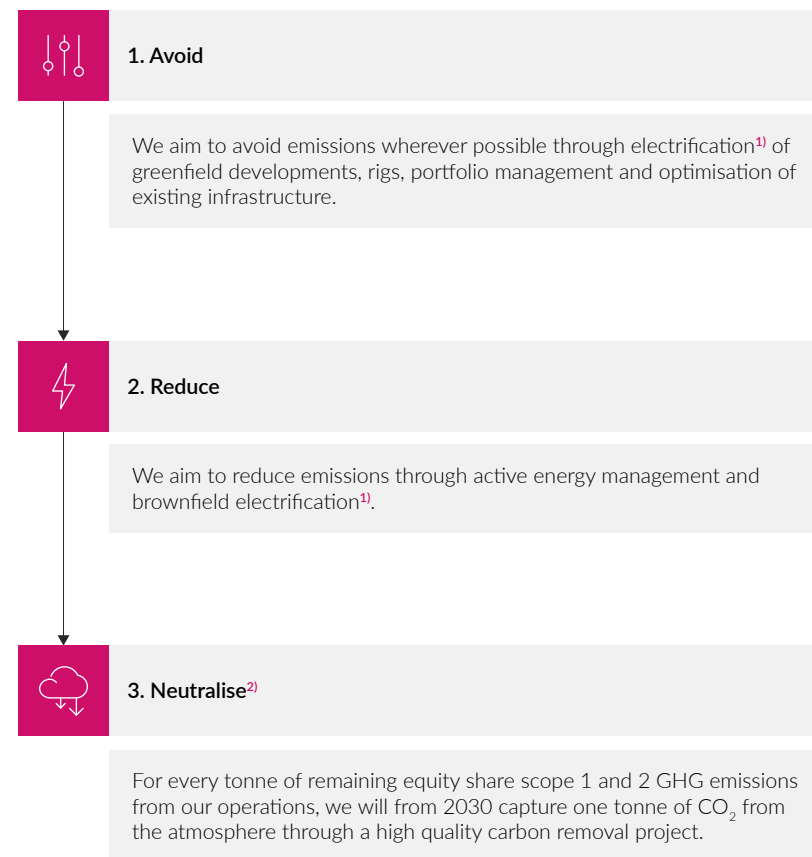 1. Avoid
We aim to avoid emissions wherever possible through electrification1) of
greenfield developments, rigs, portfolio management and optimisation of
existing infrastructure.
2. Reduce
We aim to reduce emissions through active energy management and
brownfield electrification1).
3. Neutralise2)
For every tonne of remaining equity share scope 1 and 2 GHG emissions
from our operations, we will from 2030 capture one tonne of CO2 from
the atmosphere through a high quality carbon removal project.